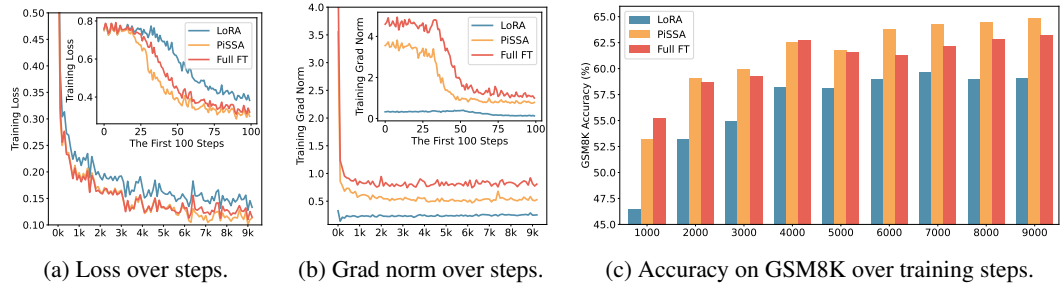 0.50
0.45
0.40
0.35
0.30
0.25
0.20
0.15
0.10
Training Loss
0k 1k 2k 3k 4k 5k 6k 7k 8k 9k
0.8
0.6
0.4
Training Loss
0 25 50 75 100
The First 100 Steps
LoRA
PiSSA
Full FT
(a) Loss over steps.
4.0
3.5
3.0
2.5
2.0
1.5
1.0
0.5
Training Grad Norm
0k 1k 2k 3k 4k 5k 6k 7k 8k 9k
4
2
0
Training Grad Norm
0 25 50 75 100
The First 100 Steps
LoRA
PiSSA
Full FT
(b) Grad norm over steps.
65.0
62.5
60.0
57.5
55.0
52.5
50.0
47.5
45.0
GSM8K Accuracy (%)
1000 2000 3000 4000 5000 6000 7000 8000 9000
LoRA
PiSSA
Full FT
(c) Accuracy on GSM8K over training steps.